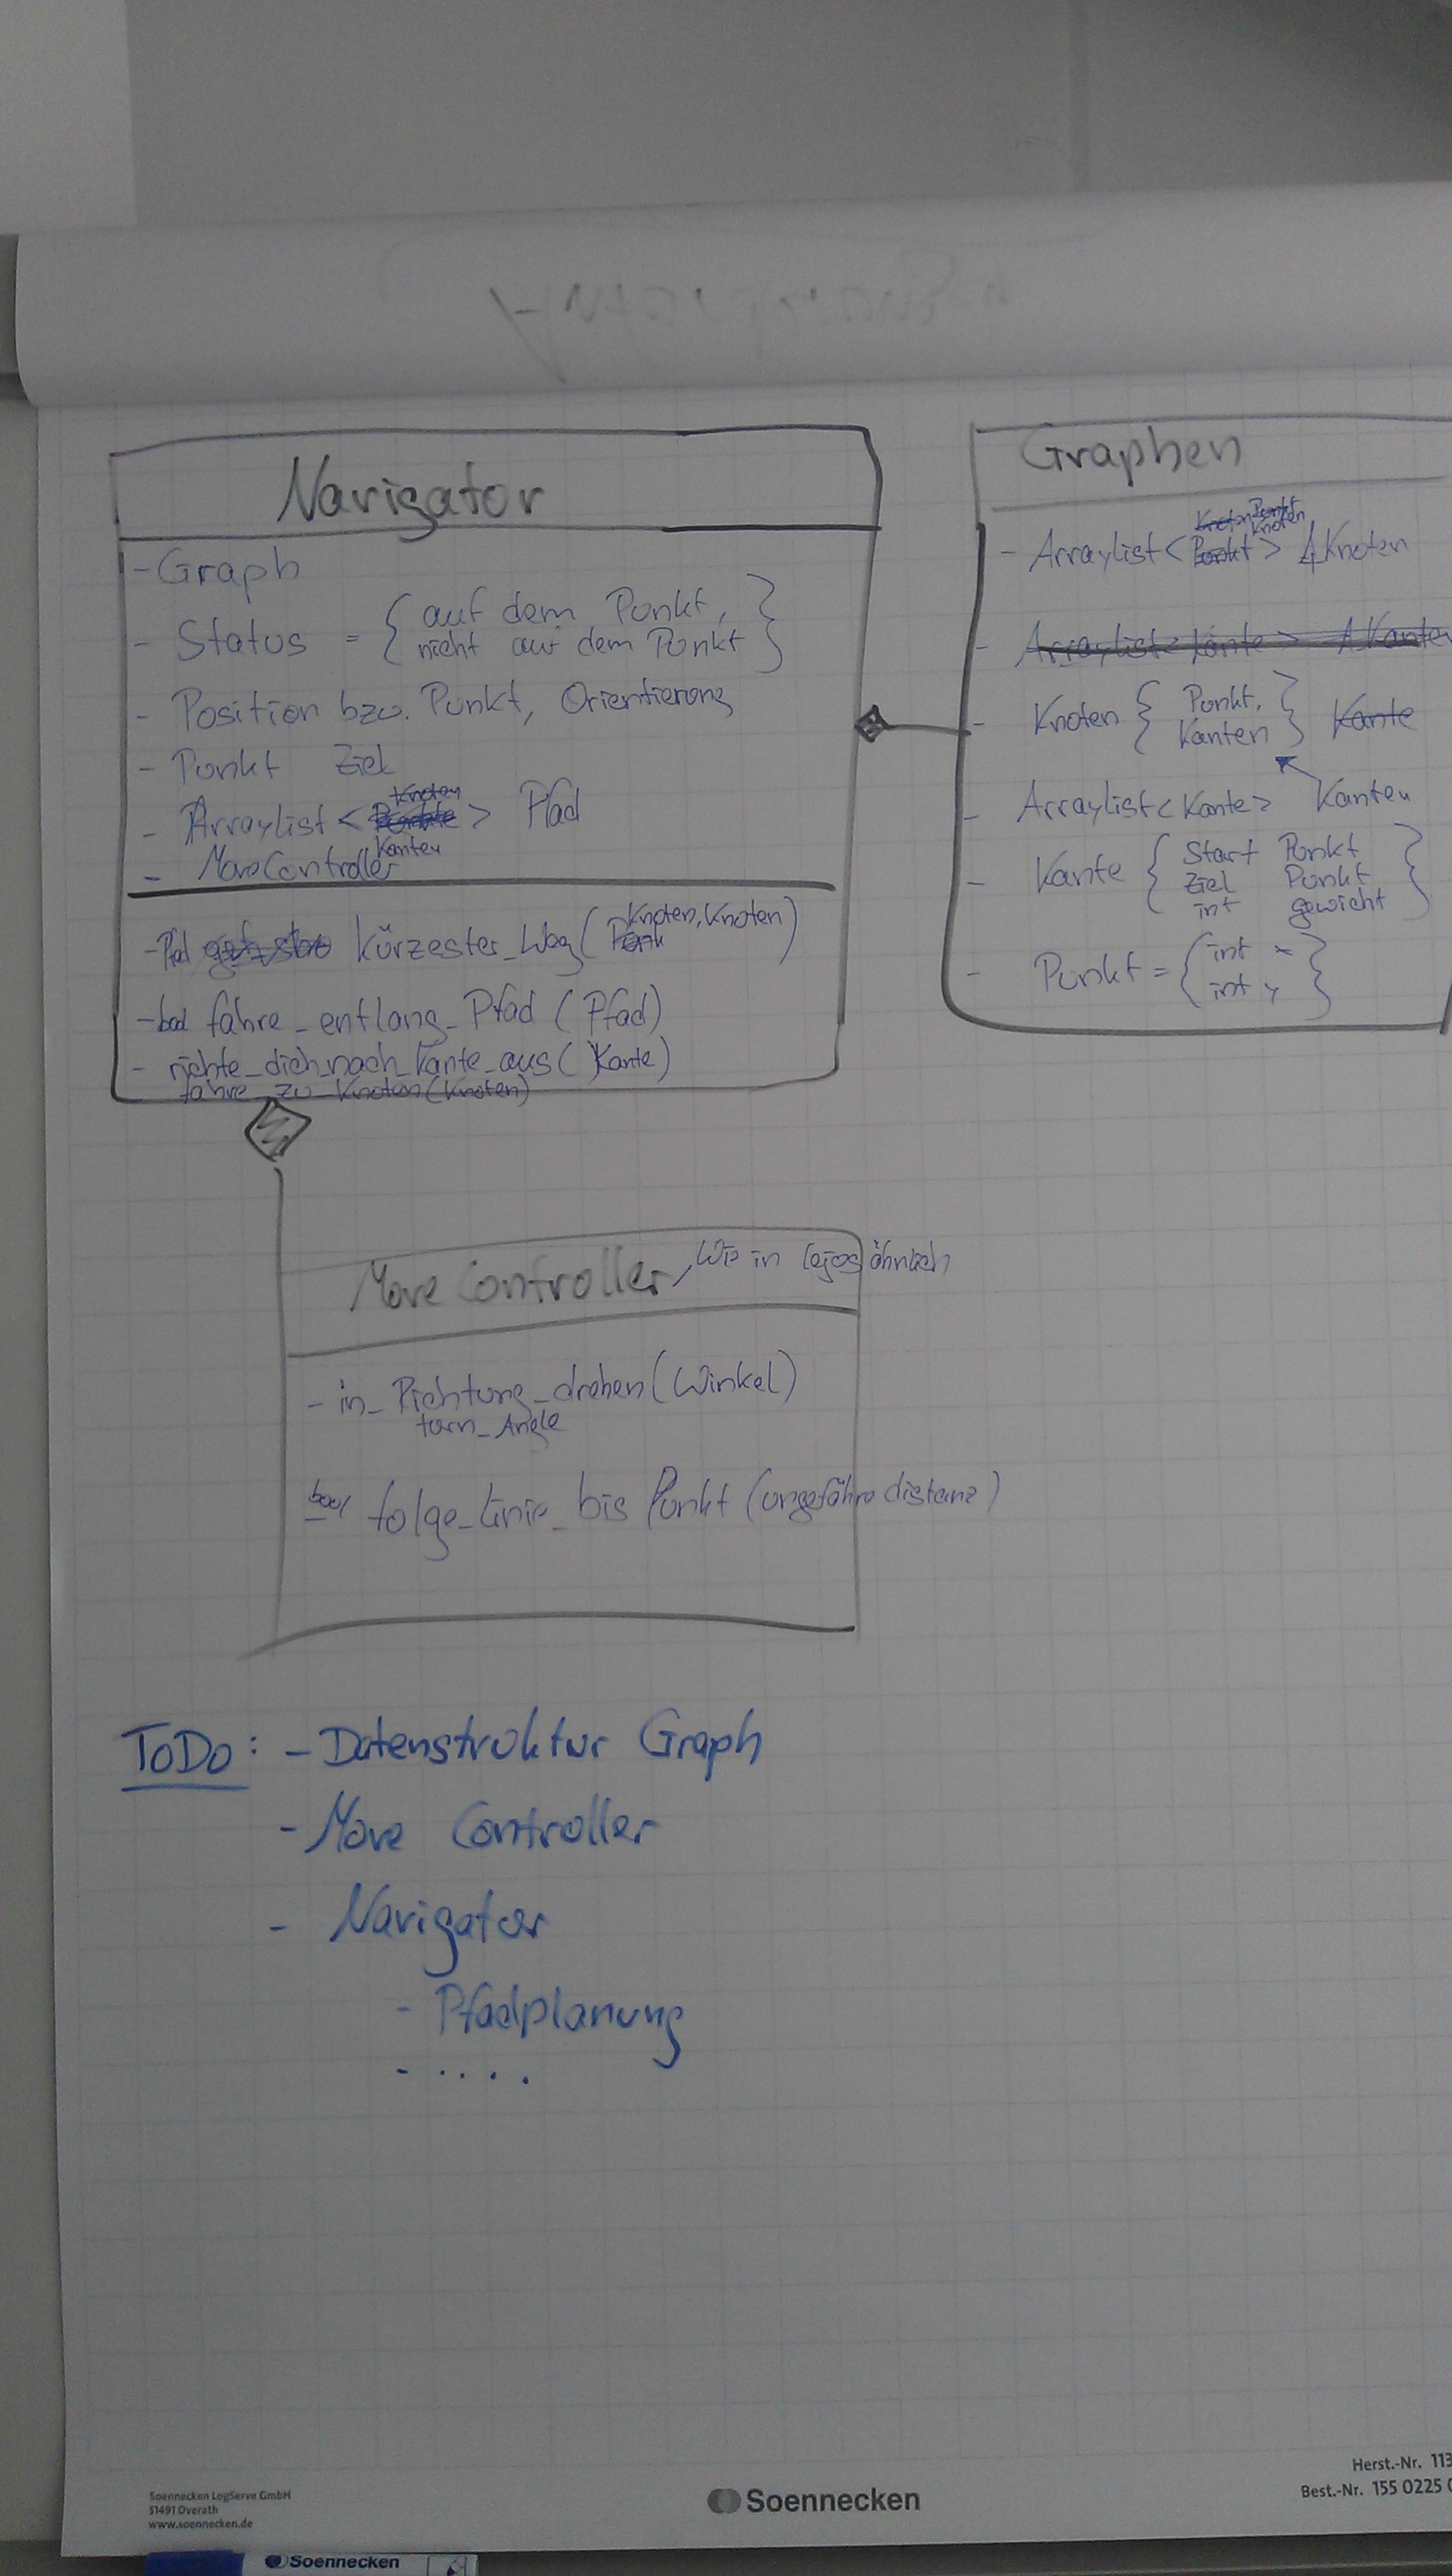 Navigator
- Graph
- Status = { auf dem Punkt,
nicht auf dem Punkt }
- Position bzw. Punkt, Orientierung
- Punkt Ziel
Knoten
- Arraylist < > Pfad
Kanten
- MoveController
Knoten, Knoten)
- Pfad kürzester_Weg(
- bool fahre_entlang_Pfad (Pfad)
- richte_dich_nach_Kante_aus (Kante)
fahre_zu_Knoten(Knoten)
Graphen
Knoten Punkt
Knoten
- Arraylist < Punkt > Knoten
- Arraylist < Kante > Kanten
- Knoten { Punkt, } Kante
Kanten
- Arraylist < Kante > Kanten
- Kante { Start Punkt
Ziel Punkt
int gewicht }
- Punkt = { int x
int y }
Move Controller, wie in lejos ähnlich
- in_Richtung_drehen (Winkel)
turn_Angle
bool folge_Linie_bis Punkt (ungefähre distanz)
ToDo: - Datenstruktur Graph
- Move Controller
- Navigator
- Pfadplanung
- .....
Soennecken LogServe GmbH
51491 Overath
www.soennecken.de
Soennecken
Herst.-Nr. 113
Best.-Nr. 155 0225 0
Soennecken